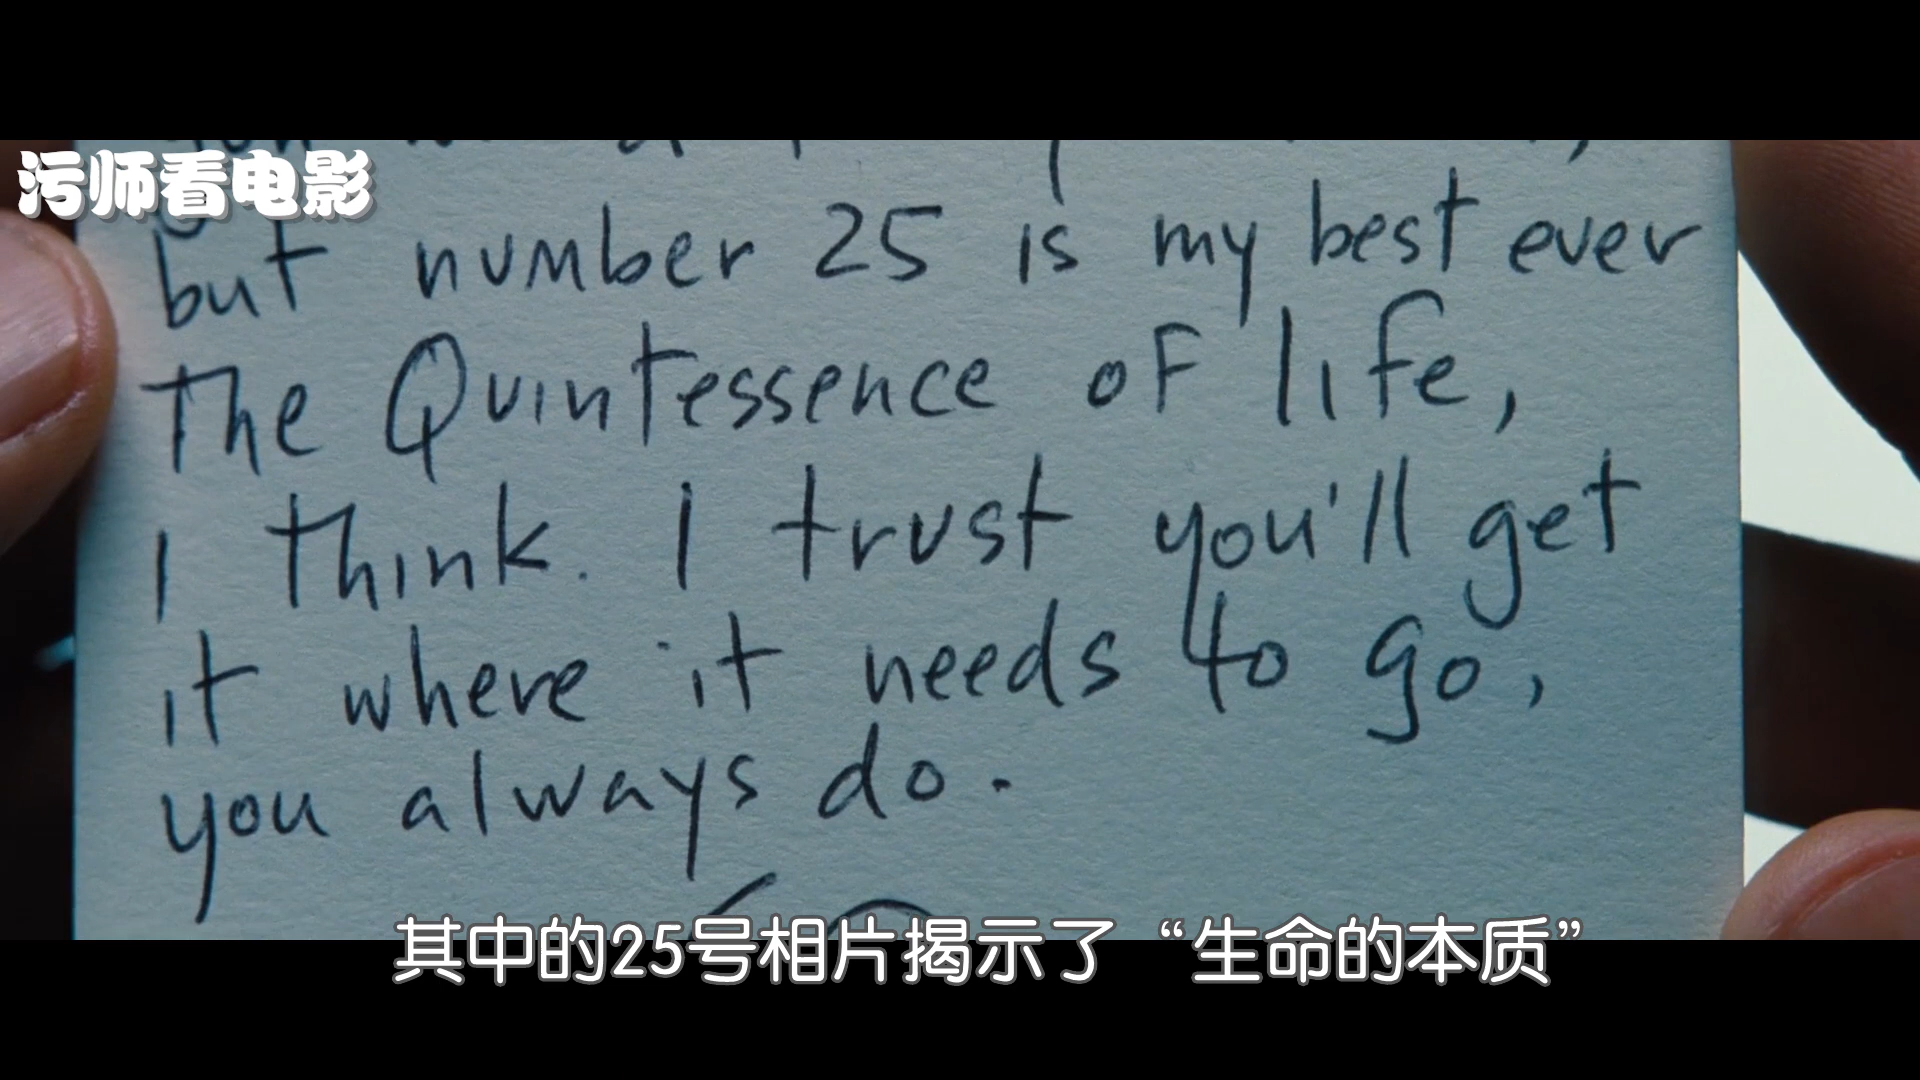 污师看电影
but number 25 is my best ever
The Quintessence of life,
I think. I trust you'll get
it where it needs to go,
you always do.
其中的25号相片揭示了“生命的本质”